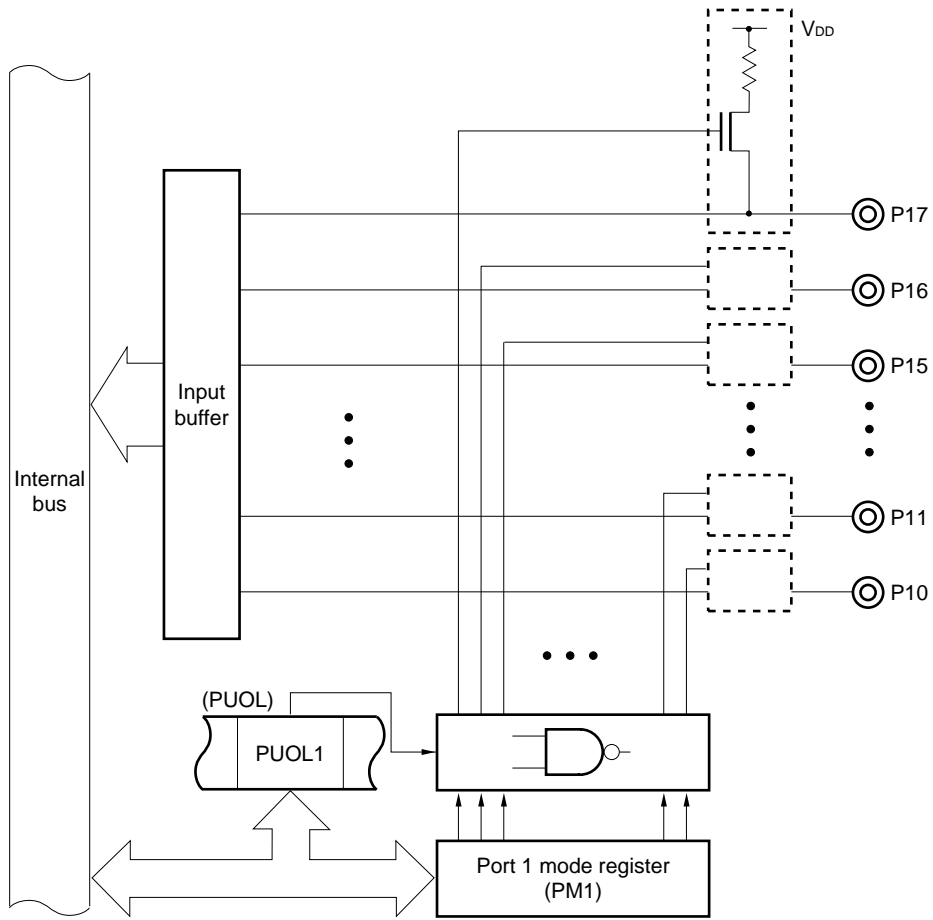 VDD
P17
P16
P15
Input
buffer
Internal
bus
P11
P10
(PUOL)
PUOL1
Port 1 mode register
(PM1)